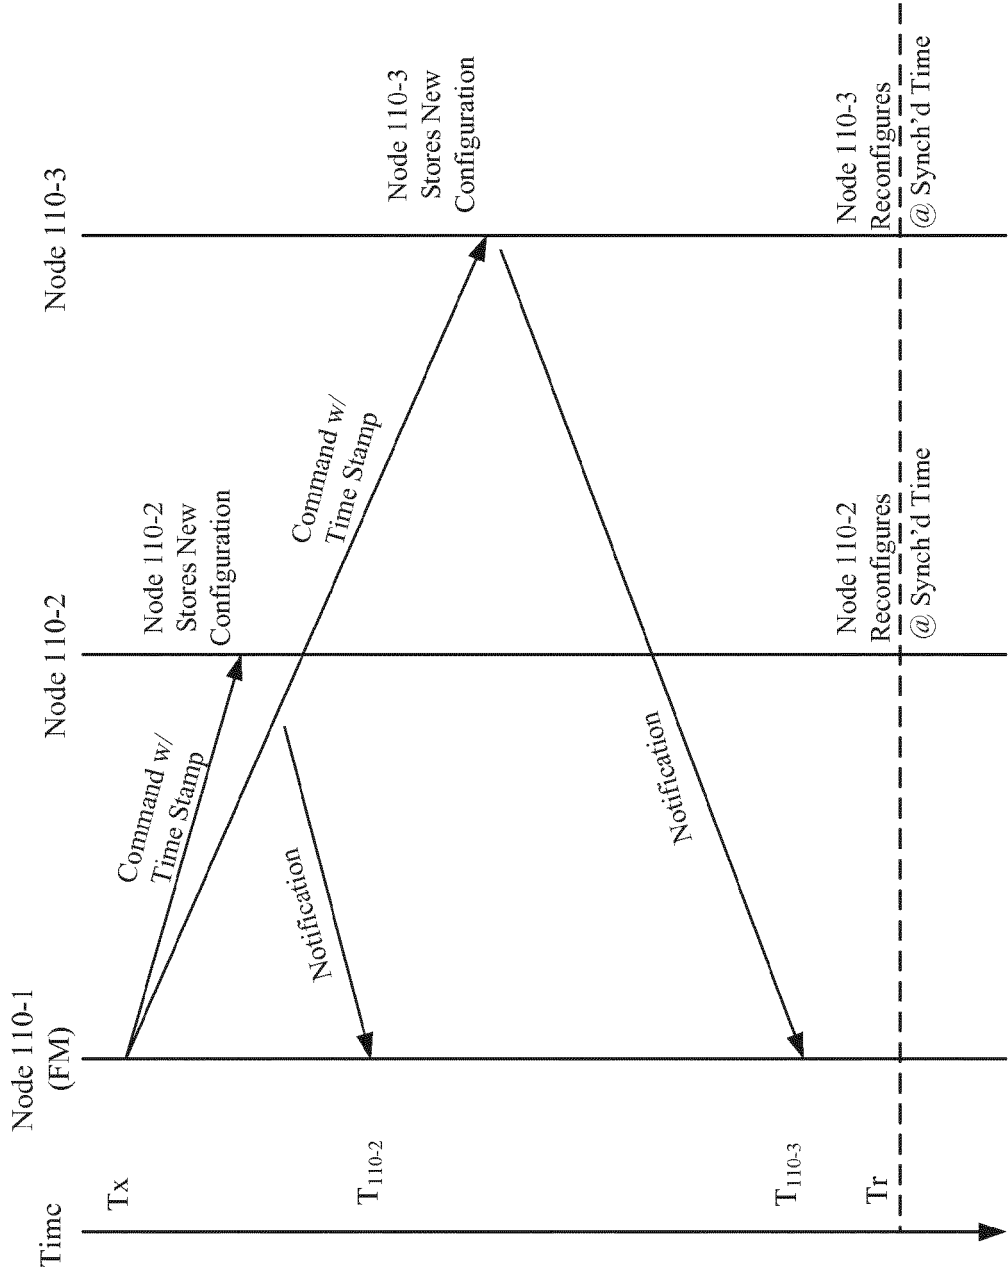 Time
Node 110-1
(FM)
Node 110-2
Node 110-3
Tx
Command w/
Time Stamp
Node 110-2
Stores New
Configuration
Command w/
Time Stamp
Node 110-3
Stores New
Configuration
T110-2
Notification
Notification
T110-3
Tr
Node 110-2
Reconfigures
@ Synch'd Time
Node 110-3
Reconfigures
@ Synch'd Time